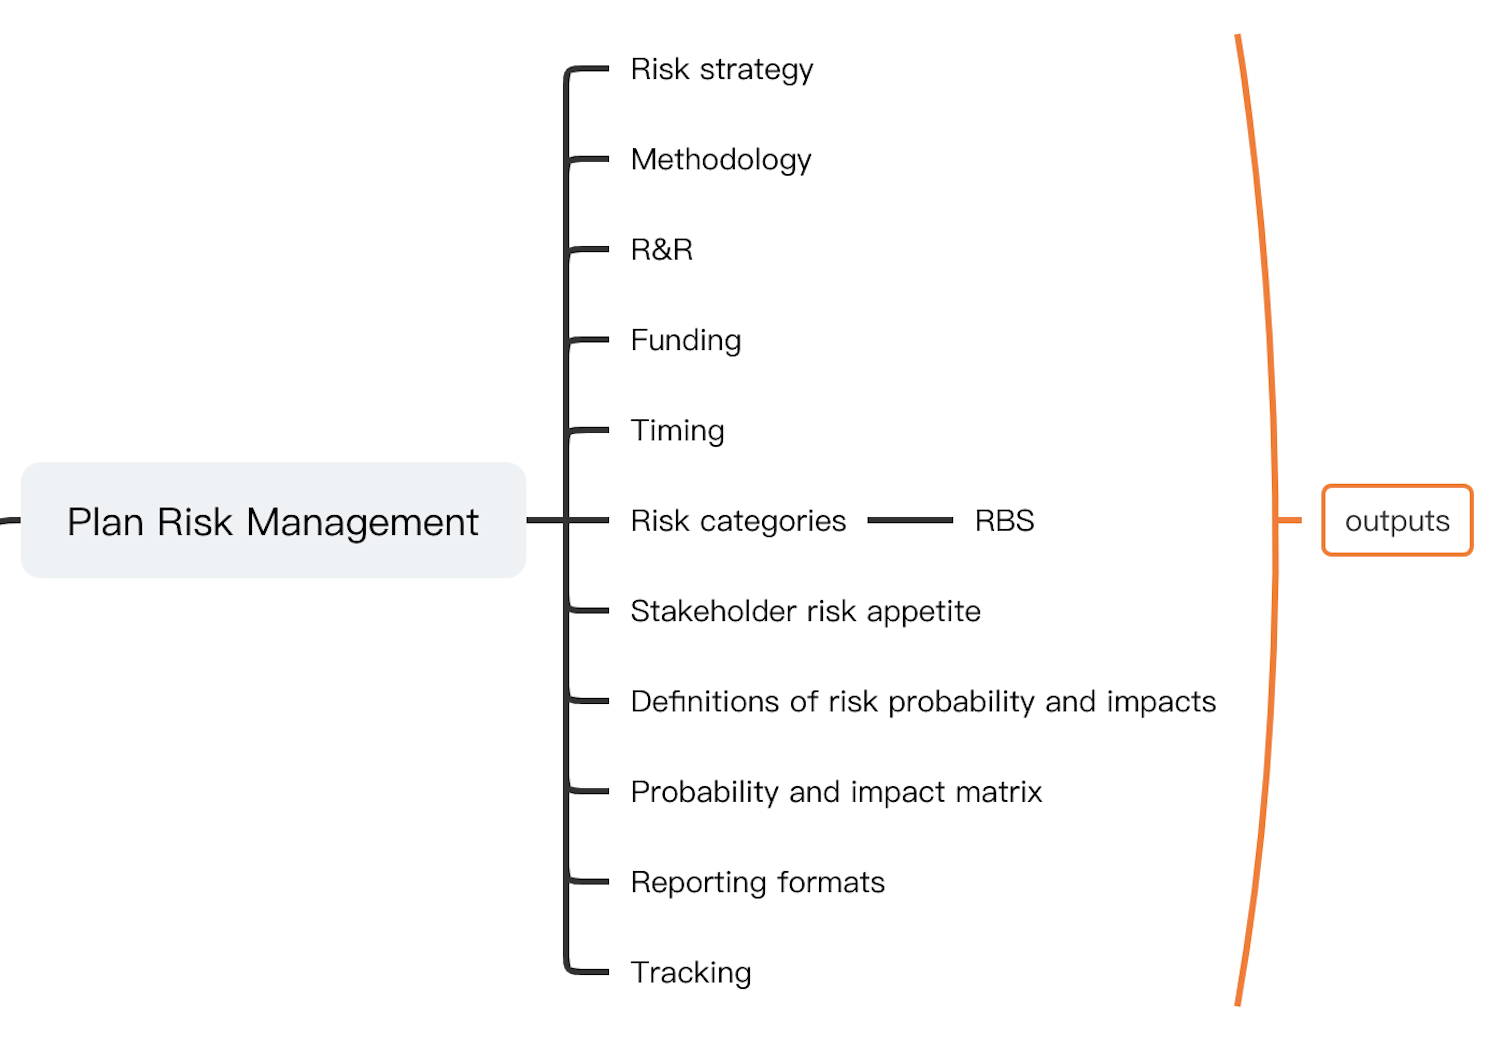 Risk strategy
Methodology
R&R
Funding
Timing
Plan Risk Management
Risk categories
RBS
outputs
Stakeholder risk appetite
Definitions of risk probability and impacts
Probability and impact matrix
Reporting formats
Tracking